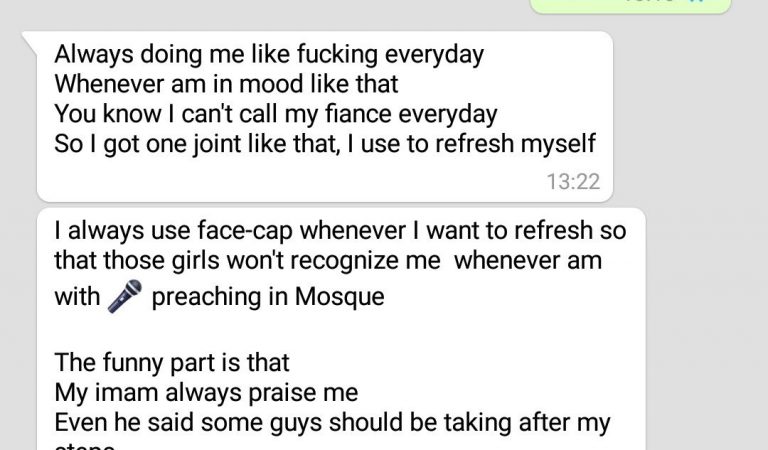 Always doing me like fucking everyday
Whenever am in mood like that
You know I can't call my fiance everyday
So I got one joint like that, I use to refresh myself
13:22
I always use face-cap whenever I want to refresh so
that those girls won't recognize me whenever am
with 🎤 preaching in Mosque
The funny part is that
My imam always praise me
Even he said some guys should be taking after my